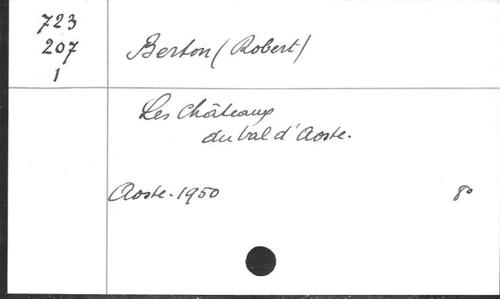 723
207
1
Berton (Robert)
Les Châteaux
du Val d'Aoste.
Aoste. 1950
8°